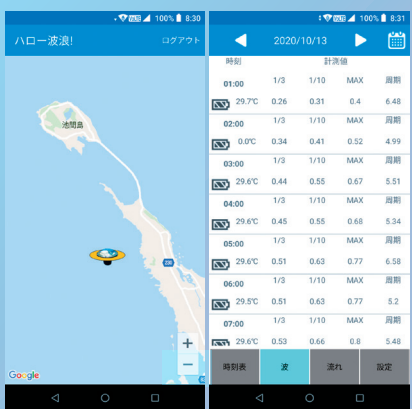 100% 8:30
ハロー波浪!
ログアウト
池間島
230
+
−
Google
100% 8:31
2020/10/13
時刻 計測値
01:00 1/3 1/10 MAX 周期
29.7℃ 0.26 0.31 0.4 6.48
02:00 1/3 1/10 MAX 周期
0.0℃ 0.34 0.41 0.52 4.99
03:00 1/3 1/10 MAX 周期
29.6℃ 0.44 0.55 0.67 5.51
04:00 1/3 1/10 MAX 周期
29.6℃ 0.45 0.55 0.68 5.34
05:00 1/3 1/10 MAX 周期
29.6℃ 0.51 0.63 0.77 6.58
06:00 1/3 1/10 MAX 周期
29.5℃ 0.51 0.63 0.77 5.2
07:00 1/3 1/10 MAX 周期
29.6℃ 0.53 0.66 0.8 5.48
時刻表 波 流れ 設定